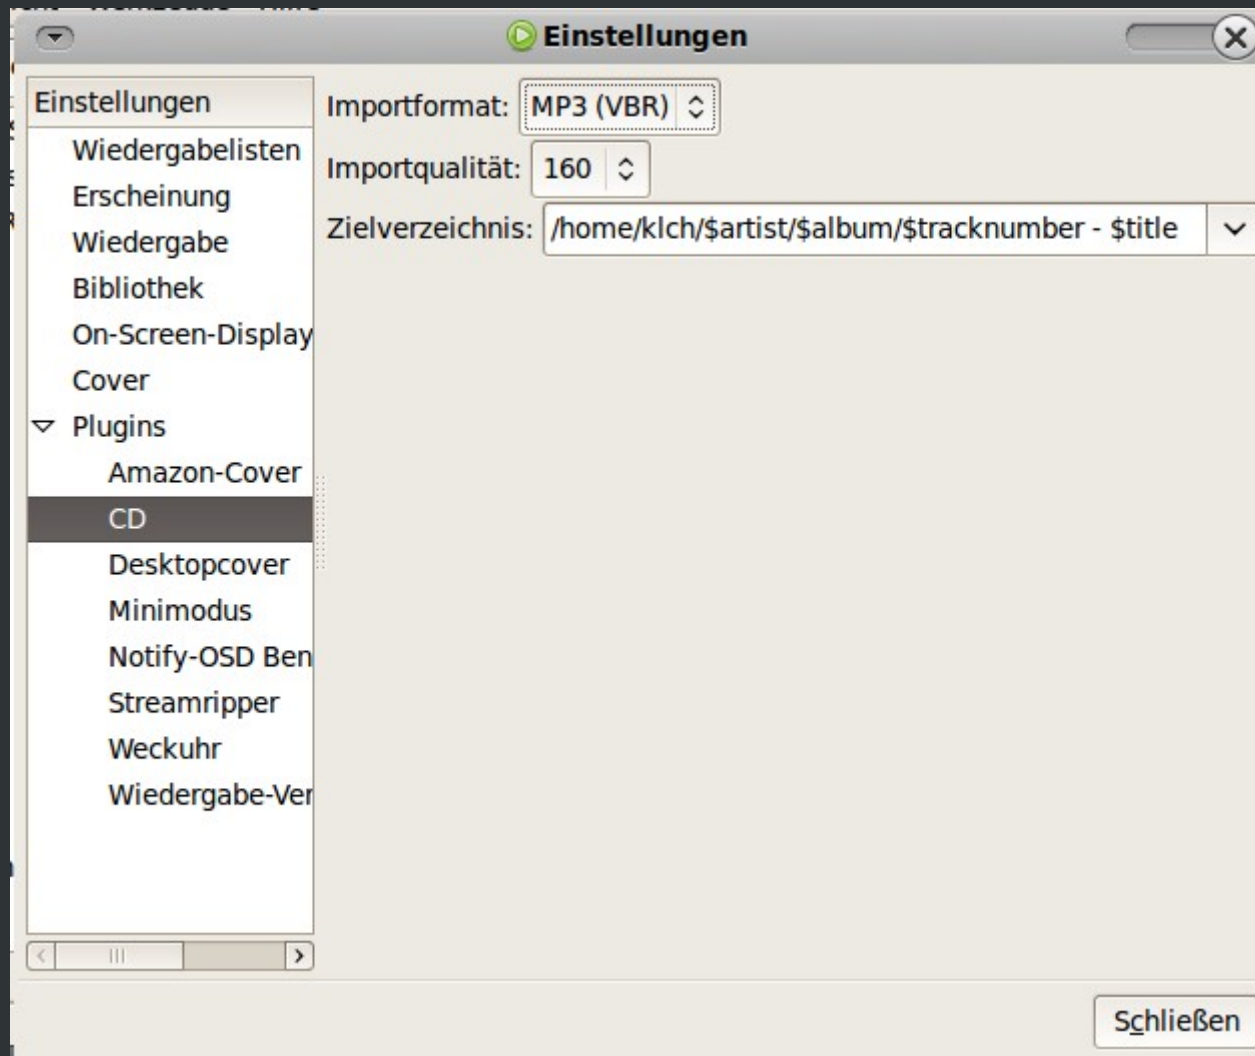 Einstellungen
Einstellungen
Wiedergabelisten
Erscheinung
Wiedergabe
Bibliothek
On-Screen-Display
Cover
Plugins
Amazon-Cover
CD
Desktopcover
Minimodus
Notify-OSD Ben
Streamripper
Weckuhr
Wiedergabe-Ver
Importformat: MP3 (VBR)
Importqualität: 160
Zielverzeichnis: /home/klch/$artist/$album/$tracknumber - $title
Schließen